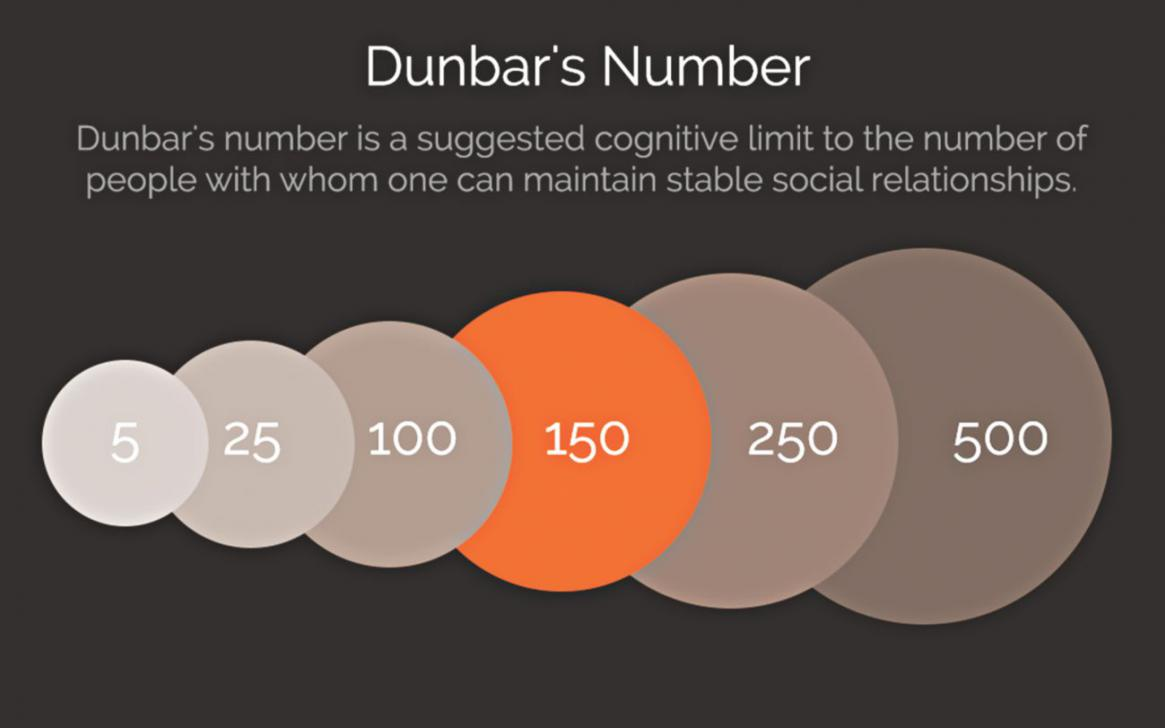 Dunbar's Number
Dunbar's number is a suggested cognitive limit to the number of
people with whom one can maintain stable social relationships.
5 25 100 150 250 500